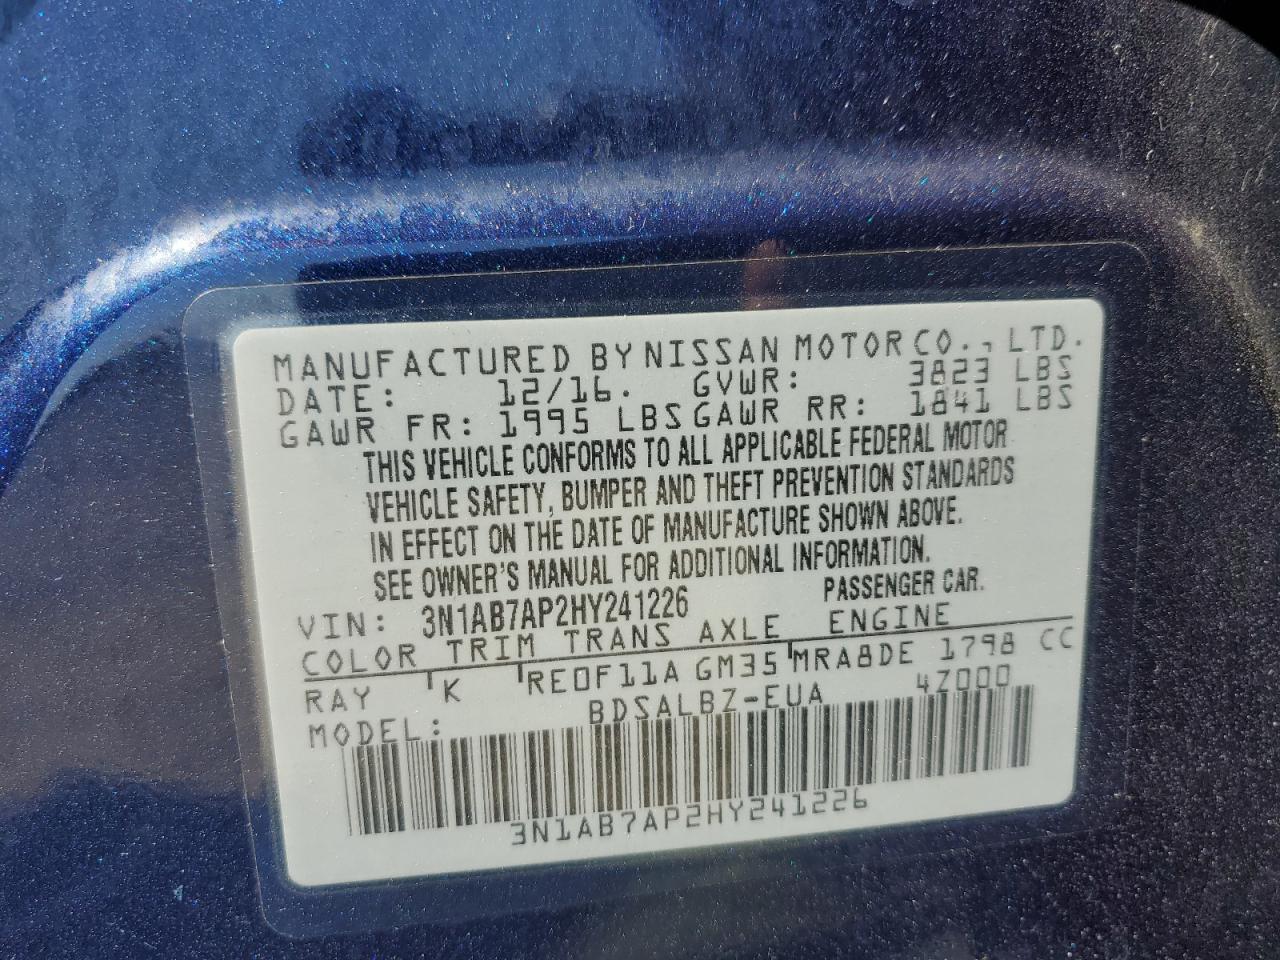 MANUFACTURED BY NISSAN MOTOR CO., LTD.
DATE: 12/16. GVWR: 3823 LBS
GAWR FR: 1995 LBS GAWR RR: 1841 LBS
THIS VEHICLE CONFORMS TO ALL APPLICABLE FEDERAL MOTOR
VEHICLE SAFETY, BUMPER AND THEFT PREVENTION STANDARDS
IN EFFECT ON THE DATE OF MANUFACTURE SHOWN ABOVE.
SEE OWNER'S MANUAL FOR ADDITIONAL INFORMATION.
VIN: 3N1AB7AP2HY241226 PASSENGER CAR.
COLOR TRIM TRANS AXLE ENGINE
RAY K RE0F11A GM35 MRA8DE 1798 CC
MODEL: BDSALBZ-EUA 4Z000
3N1AB7AP2HY241226